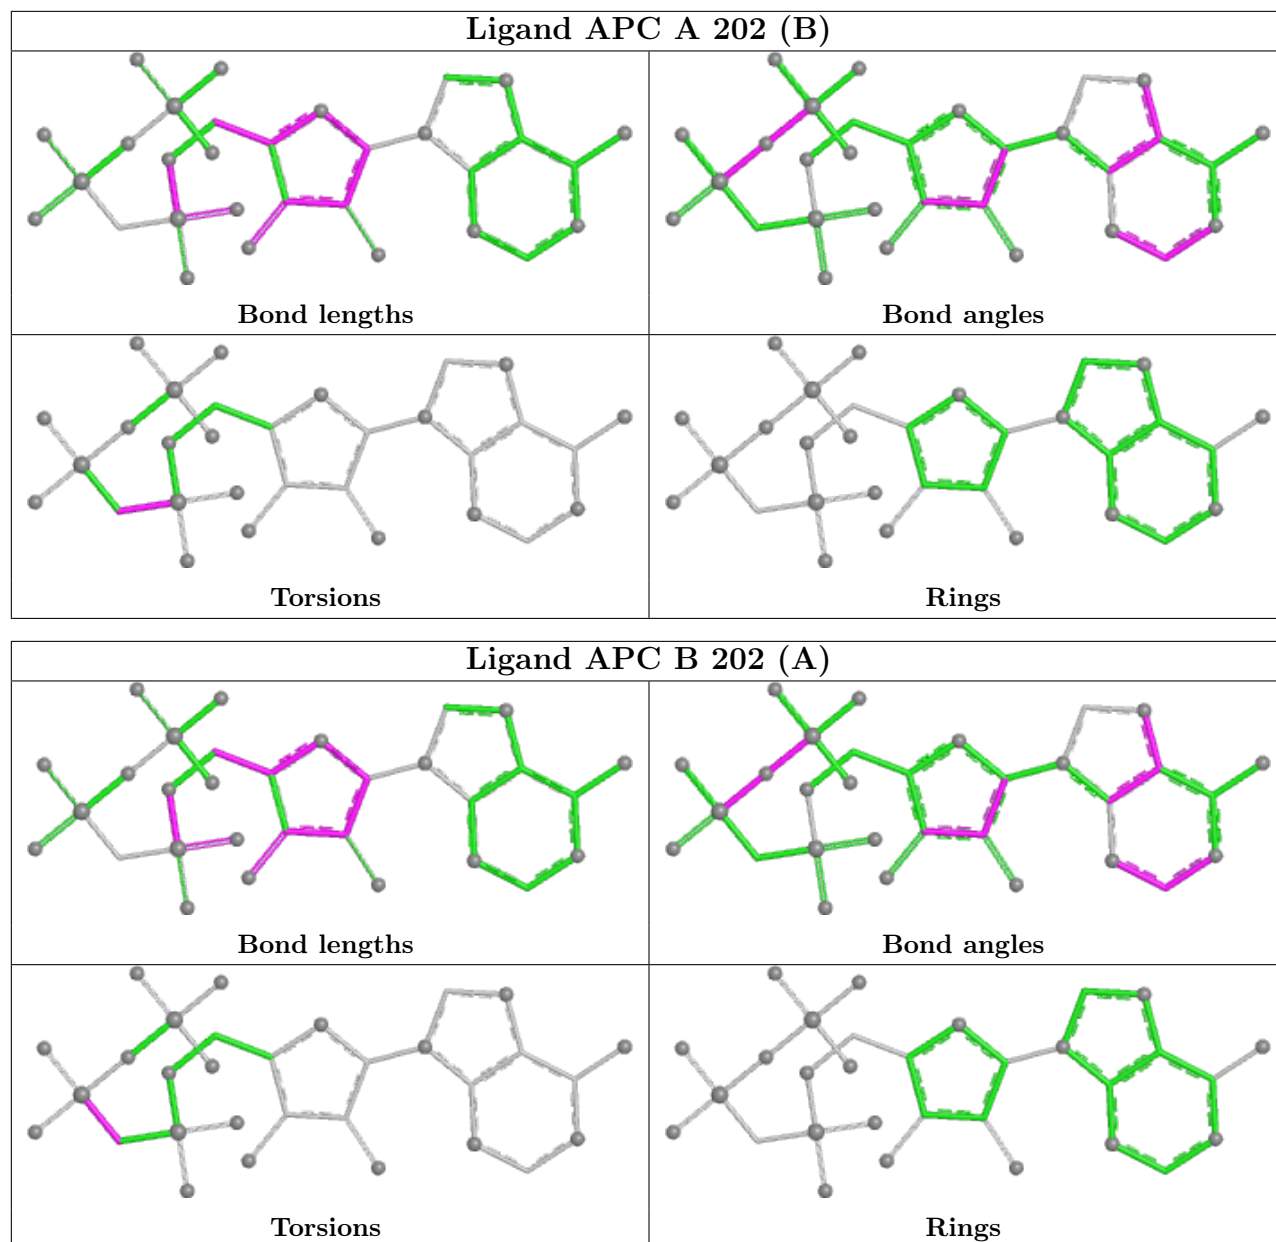 Ligand APC A 202 (B)
Bond lengths
Bond angles
Torsions
Rings
Ligand APC B 202 (A)
Bond lengths
Bond angles
Torsions
Rings